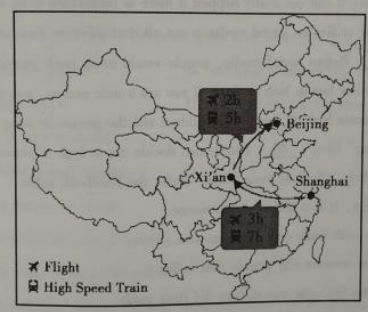 2h
5h
Beijing
Xi'an
Shanghai
3h
7h
Flight
High Speed Train